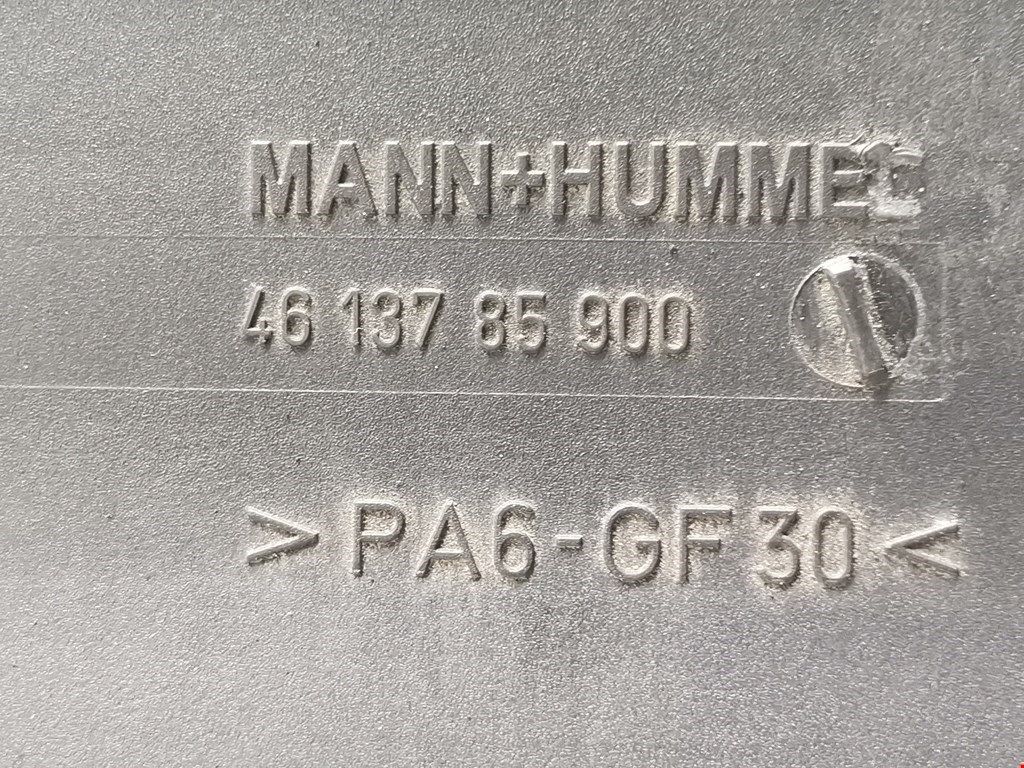 MANN+HUMMEL
46 137 85 900
>PA6-GF30<